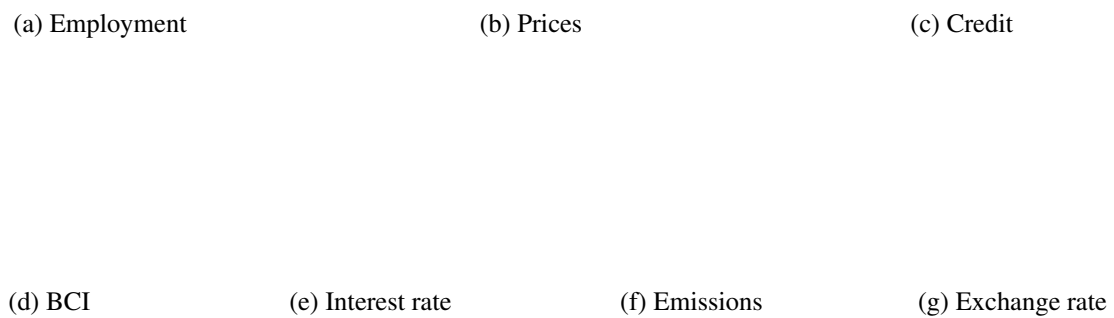 (a) Employment (b) Prices (c) Credit
(d) BCI (e) Interest rate (f) Emissions (g) Exchange rate